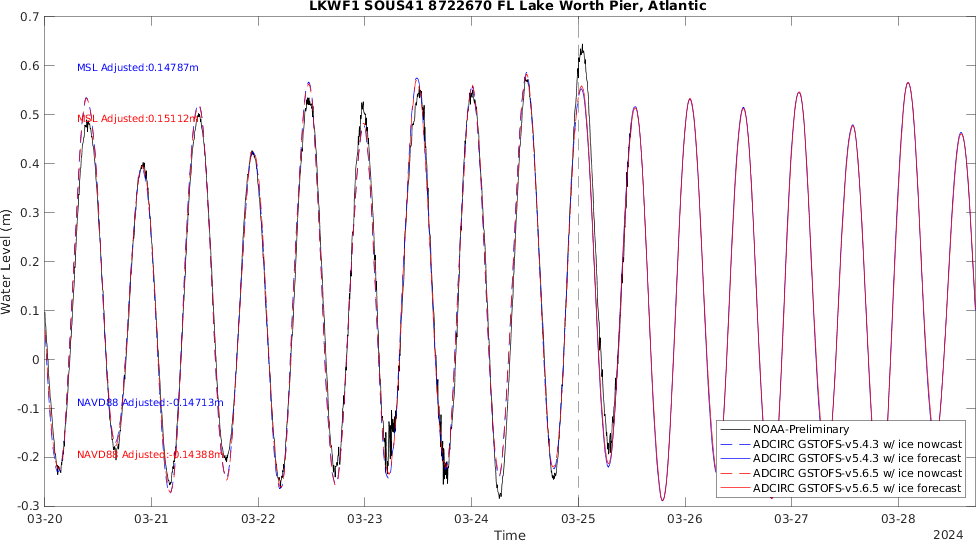 LKWF1 SOUS41 8722670 FL Lake Worth Pier, Atlantic
0.7
0.6
0.5
0.4
0.3
0.2
0.1
0
-0.1
-0.2
-0.3
Water Level (m)
MSL Adjusted:0.14787m
MSL Adjusted:0.15112m
NAVD88 Adjusted:-0.14713m
NAVD88 Adjusted:-0.14388m
NOAA-Preliminary
ADCIRC GSTOFS-v5.4.3 w/ ice nowcast
ADCIRC GSTOFS-v5.4.3 w/ ice forecast
ADCIRC GSTOFS-v5.6.5 w/ ice nowcast
ADCIRC GSTOFS-v5.6.5 w/ ice forecast
03-20 03-21 03-22 03-23 03-24 03-25 03-26 03-27 03-28
Time
2024